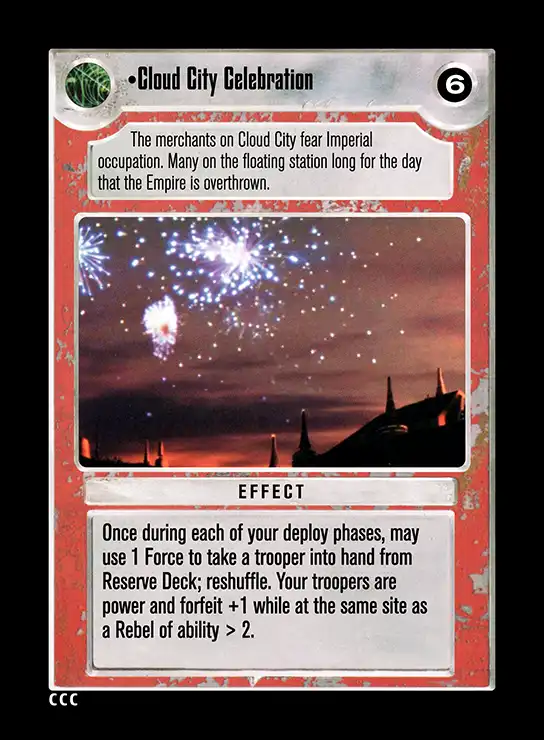 •Cloud City Celebration
6
The merchants on Cloud City fear Imperial
occupation. Many on the floating station long for the day
that the Empire is overthrown.
EFFECT
Once during each of your deploy phases, may
use 1 Force to take a trooper into hand from
Reserve Deck; reshuffle. Your troopers are
power and forfeit +1 while at the same site as
a Rebel of ability > 2.
CCC